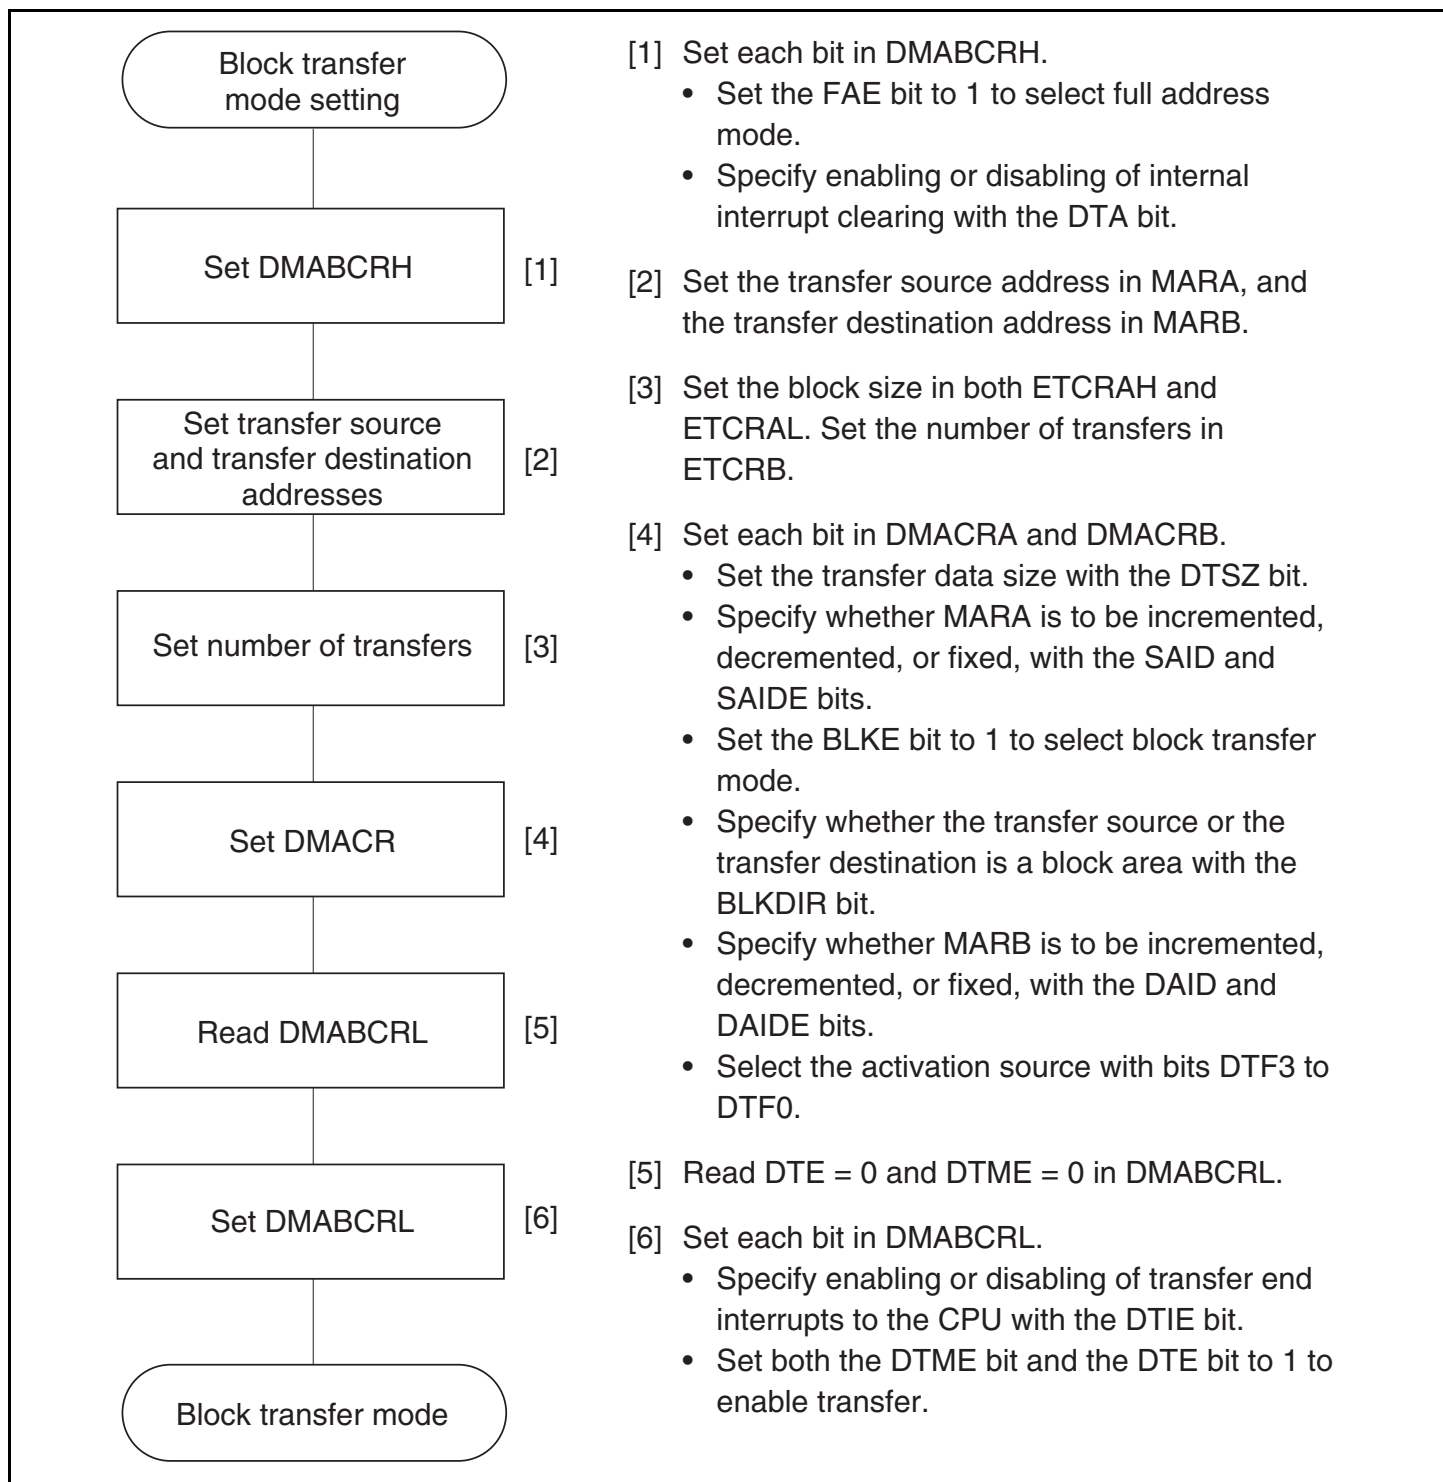 Block transfer
mode setting
Set DMABCRH
[1]
Set transfer source
and transfer destination
addresses
[2]
Set number of transfers
[3]
Set DMACR
[4]
Read DMABCRL
[5]
Set DMABCRL
[6]
Block transfer mode
[1] Set each bit in DMABCRH.
• Set the FAE bit to 1 to select full address
mode.
• Specify enabling or disabling of internal
interrupt clearing with the DTA bit.
[2] Set the transfer source address in MARA, and
the transfer destination address in MARB.
[3] Set the block size in both ETCRAH and
ETCRAL. Set the number of transfers in
ETCRB.
[4] Set each bit in DMACRA and DMACRB.
• Set the transfer data size with the DTSZ bit.
• Specify whether MARA is to be incremented,
decremented, or fixed, with the SAID and
SAIDE bits.
• Set the BLKE bit to 1 to select block transfer
mode.
• Specify whether the transfer source or the
transfer destination is a block area with the
BLKDIR bit.
• Specify whether MARB is to be incremented,
decremented, or fixed, with the DAID and
DAIDE bits.
• Select the activation source with bits DTF3 to
DTF0.
[5] Read DTE = 0 and DTME = 0 in DMABCRL.
[6] Set each bit in DMABCRL.
• Specify enabling or disabling of transfer end
interrupts to the CPU with the DTIE bit.
• Set both the DTME bit and the DTE bit to 1 to
enable transfer.